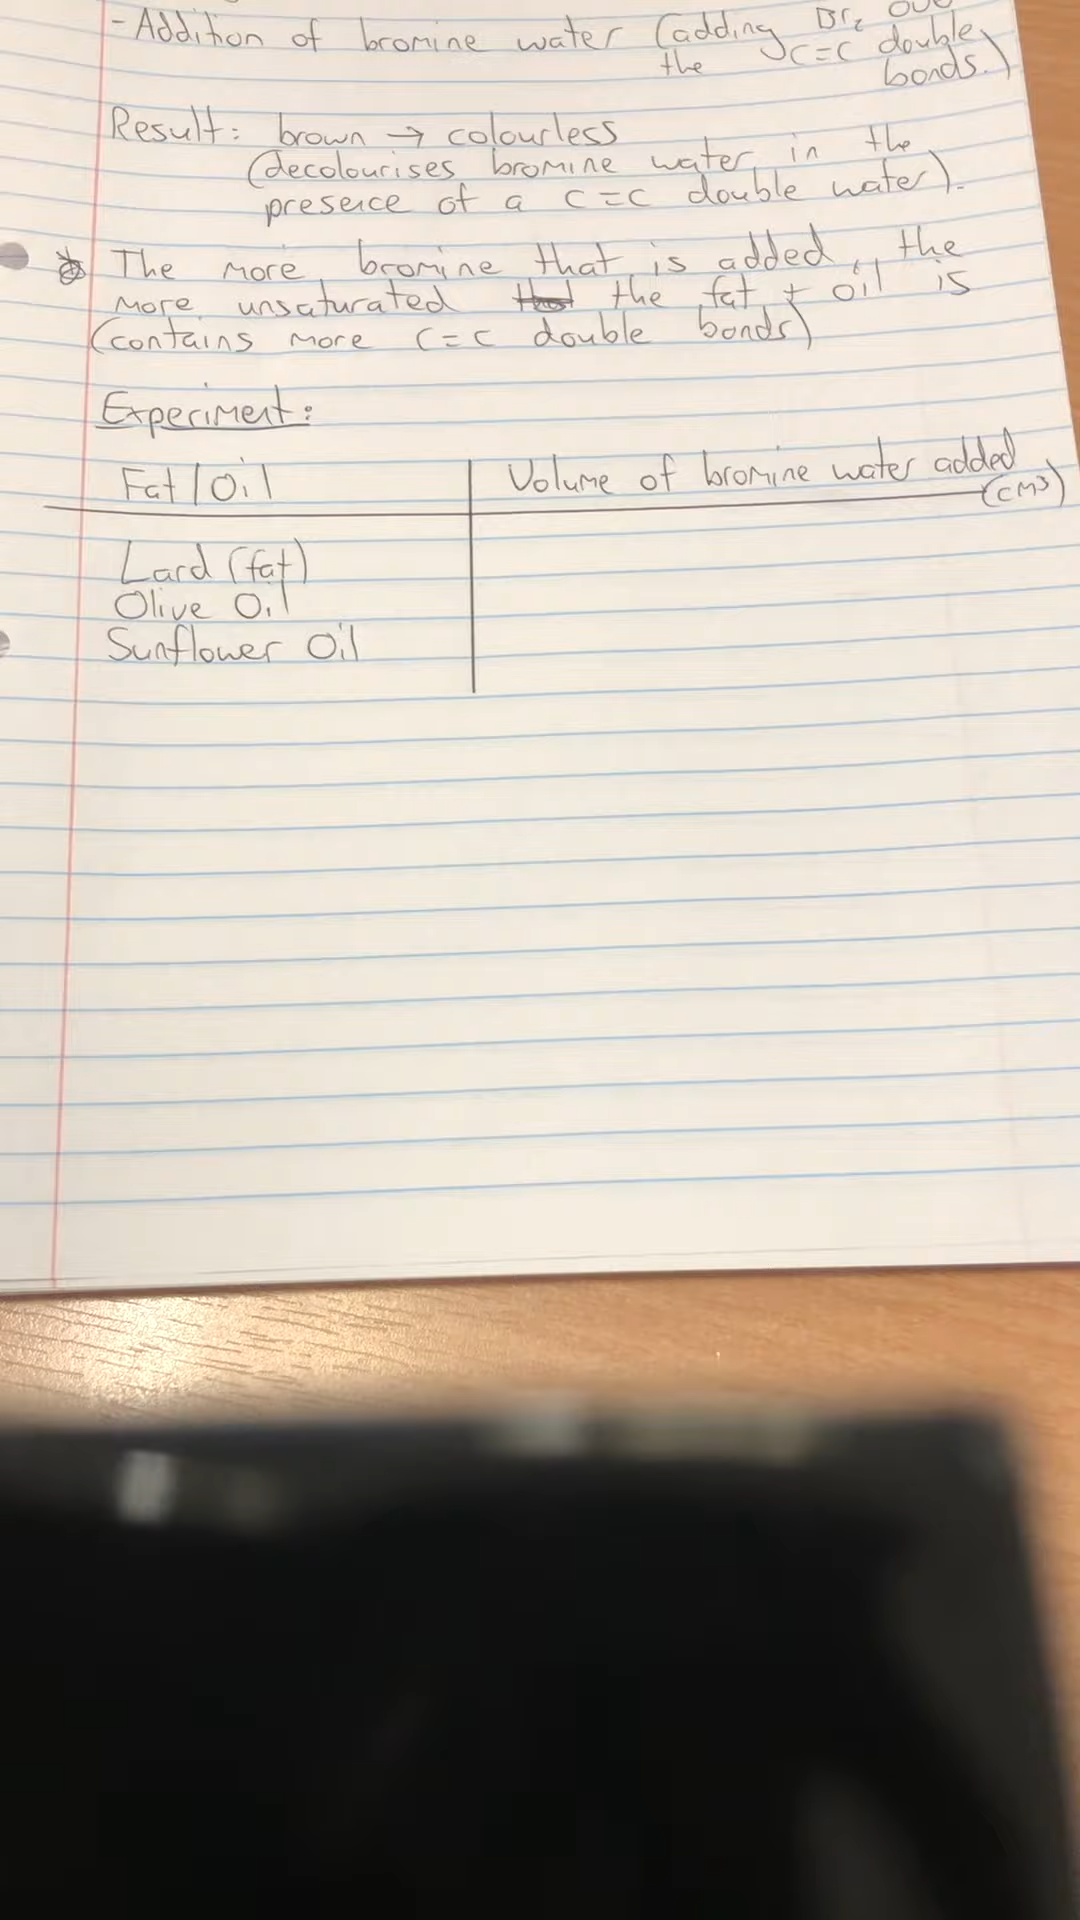 - Addition of bromine water (adding Br₂
the C=C double
bonds.)
Result: brown → colourless
(decolourises bromine water in the
presence of a C=C double water).
* The more bromine that is added, the
more unsaturated the fat + oil is
(contains more C=C double bonds)
Experiment:
Fat/Oil Volume of bromine water added
(cm³)
Lard (fat)
Olive Oil
Sunflower Oil